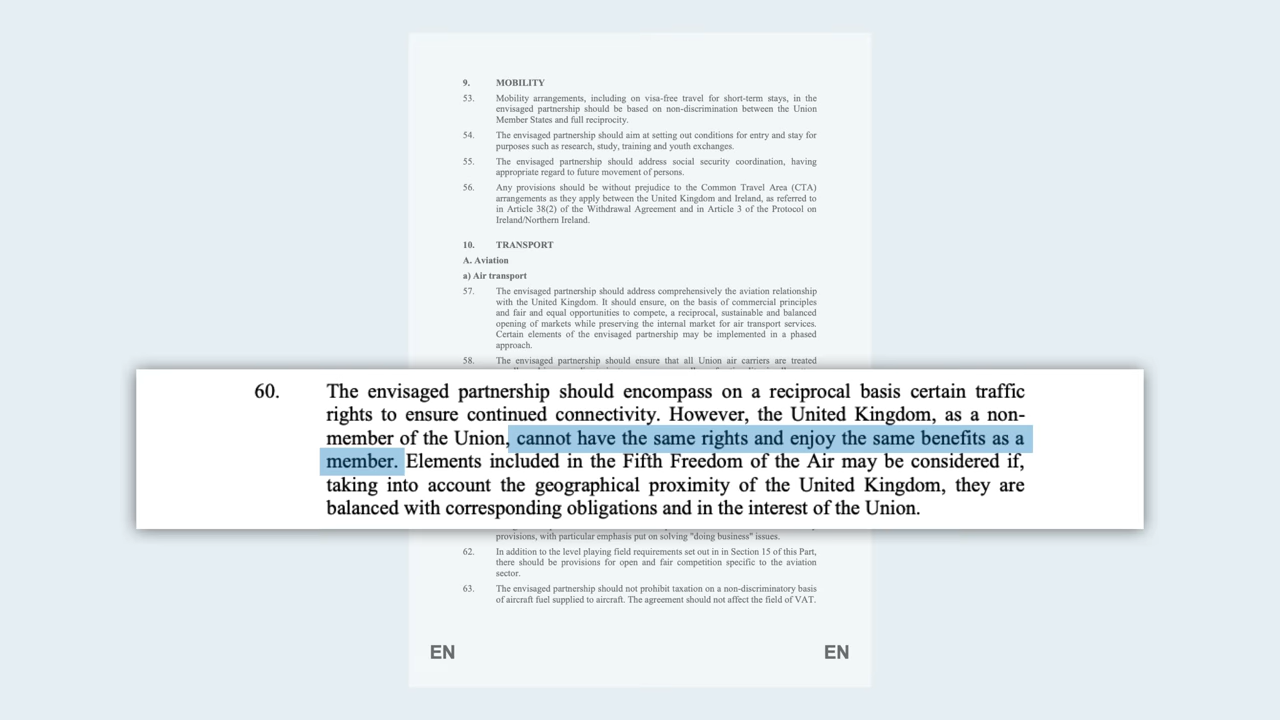 9. MOBILITY
53. Mobility arrangements, including on visa-free travel for short-term stays, in the
envisaged partnership should be based on non-discrimination between the Union
Member States and full reciprocity.
54. The envisaged partnership should aim at setting out conditions for entry and stay for
purposes such as research, study, training and youth exchanges.
55. The envisaged partnership should address social security coordination, having
appropriate regard to future movement of persons.
56. Any provisions should be without prejudice to the Common Travel Area (CTA)
arrangements as they apply between the United Kingdom and Ireland, as referred to
in Article 38(2) of the Withdrawal Agreement and in Article 3 of the Protocol on
Ireland/Northern Ireland.
10. TRANSPORT
A. Aviation
a) Air transport
57. The envisaged partnership should address comprehensively the aviation relationship
with the United Kingdom. It should ensure, on the basis of commercial principles
and fair and equal opportunities to compete, a reciprocal, sustainable and balanced
opening of markets while preserving the internal market for air transport services.
Certain elements of the envisaged partnership may be implemented in a phased
approach.
58. The envisaged partnership should ensure that all Union air carriers are treated
60. The envisaged partnership should encompass on a reciprocal basis certain traffic
rights to ensure continued connectivity. However, the United Kingdom, as a non-
member of the Union, cannot have the same rights and enjoy the same benefits as a
member. Elements included in the Fifth Freedom of the Air may be considered if,
taking into account the geographical proximity of the United Kingdom, they are
balanced with corresponding obligations and in the interest of the Union.
provisions, with particular emphasis put on solving "doing business" issues.
62. In addition to the level playing field requirements set out in in Section 15 of this Part,
there should be provisions for open and fair competition specific to the aviation
sector.
63. The envisaged partnership should not prohibit taxation on a non-discriminatory basis
of aircraft fuel supplied to aircraft. The agreement should not affect the field of VAT.
EN EN